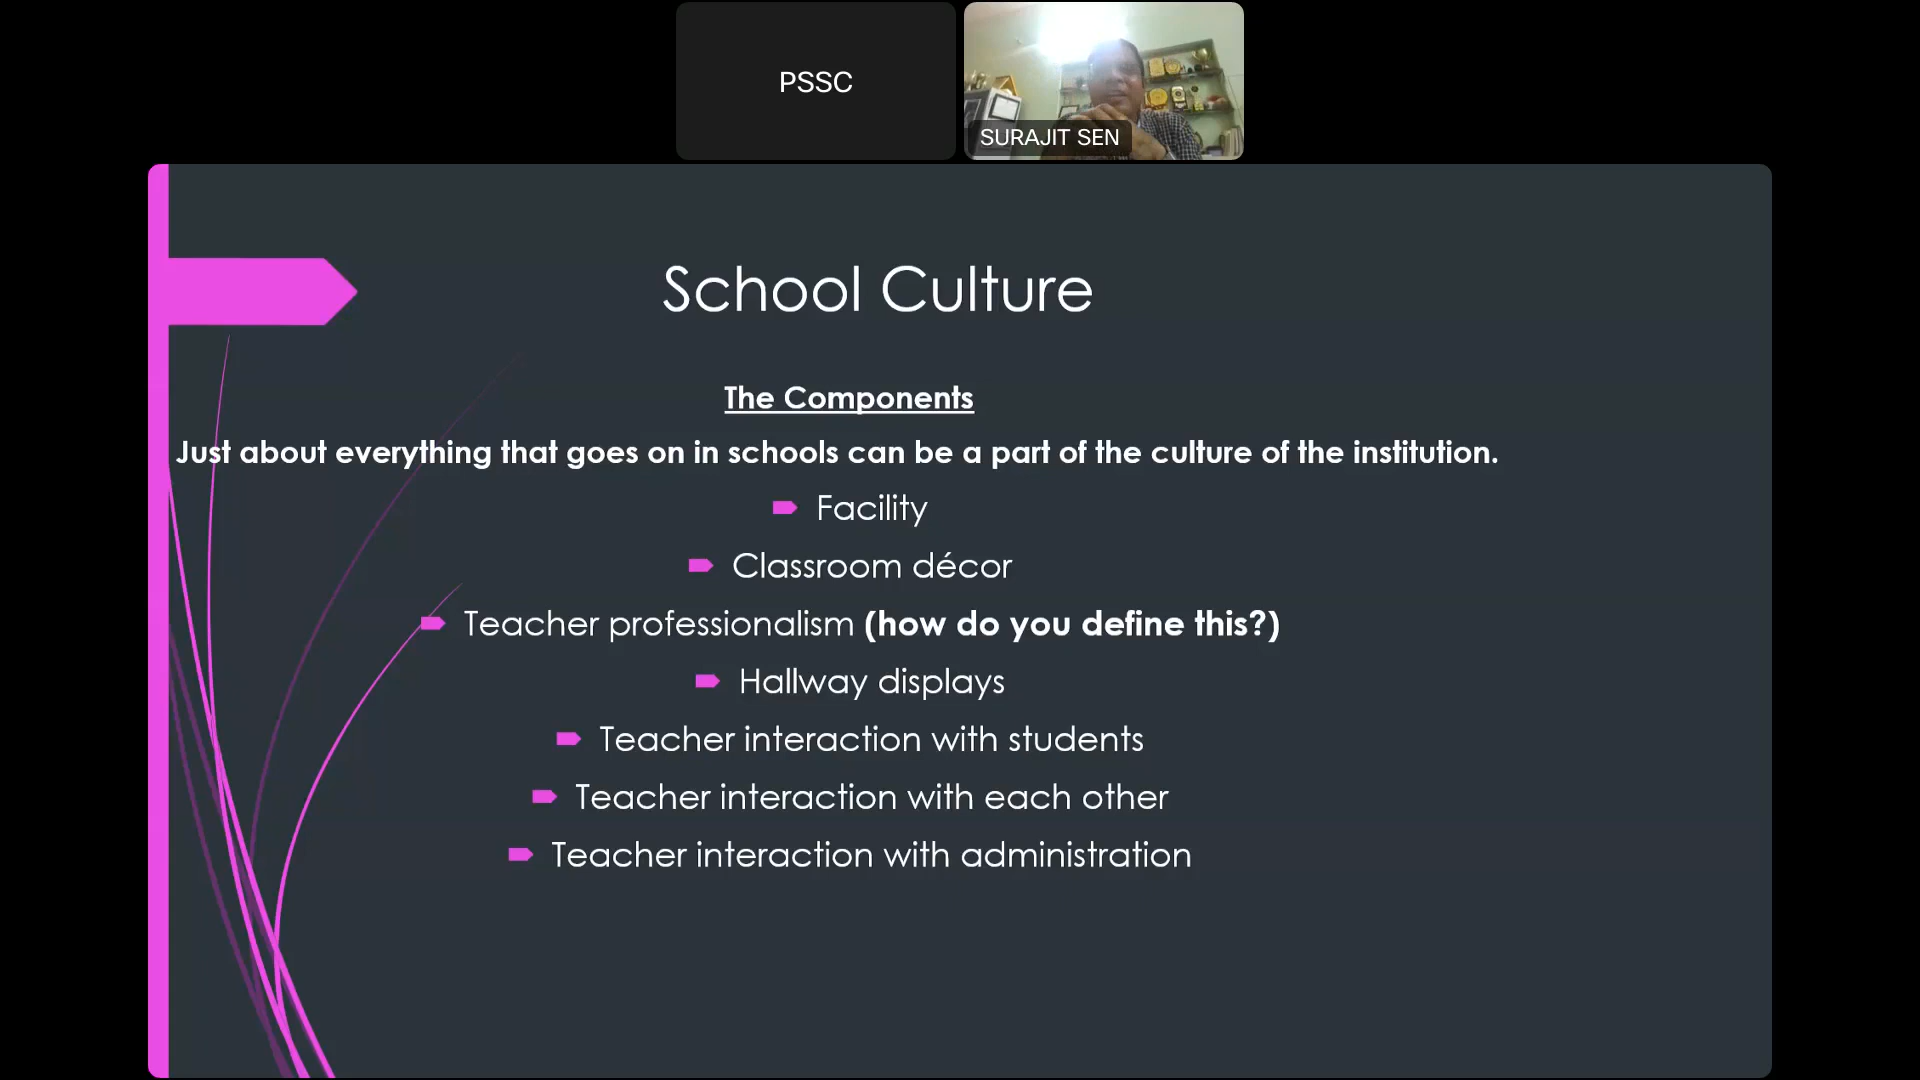 PSSC
SURAJIT SEN
School Culture
The Components
Just about everything that goes on in schools can be a part of the culture of the institution.
Facility
Classroom décor
Teacher professionalism (how do you define this?)
Hallway displays
Teacher interaction with students
Teacher interaction with each other
Teacher interaction with administration